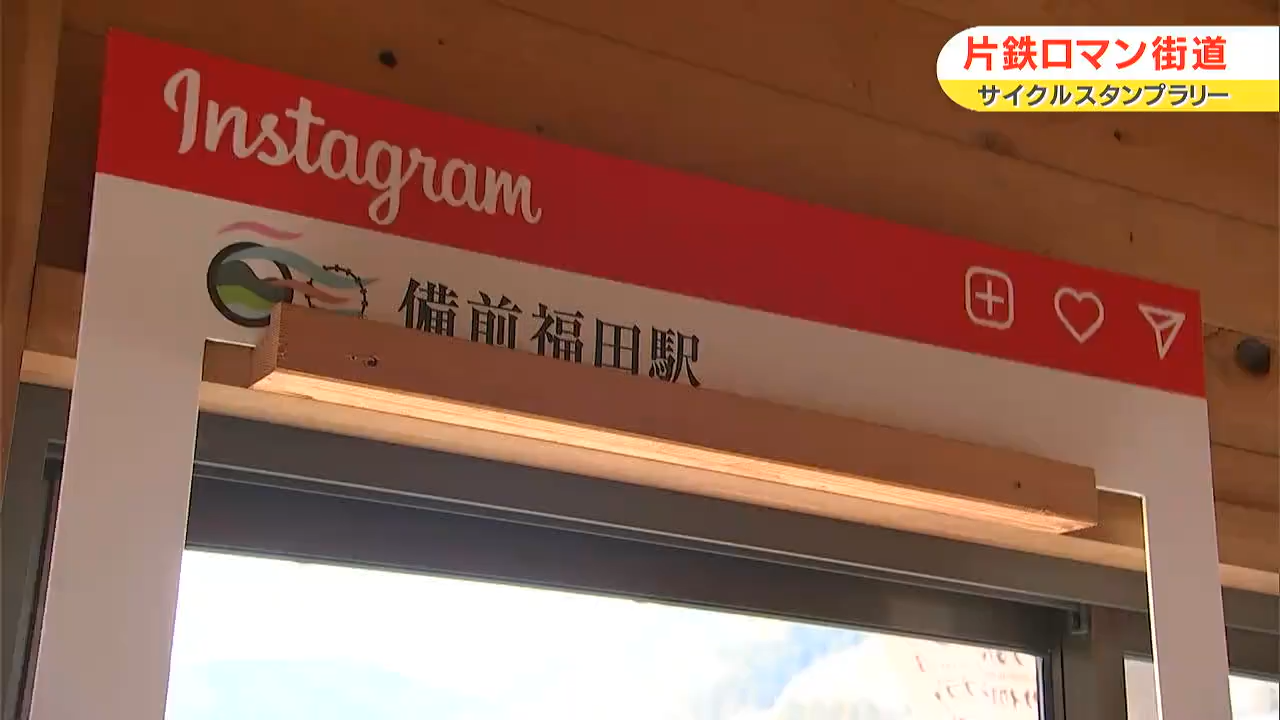 片鉄ロマン街道
サイクルスタンプラリー
Instagram
備前福田駅